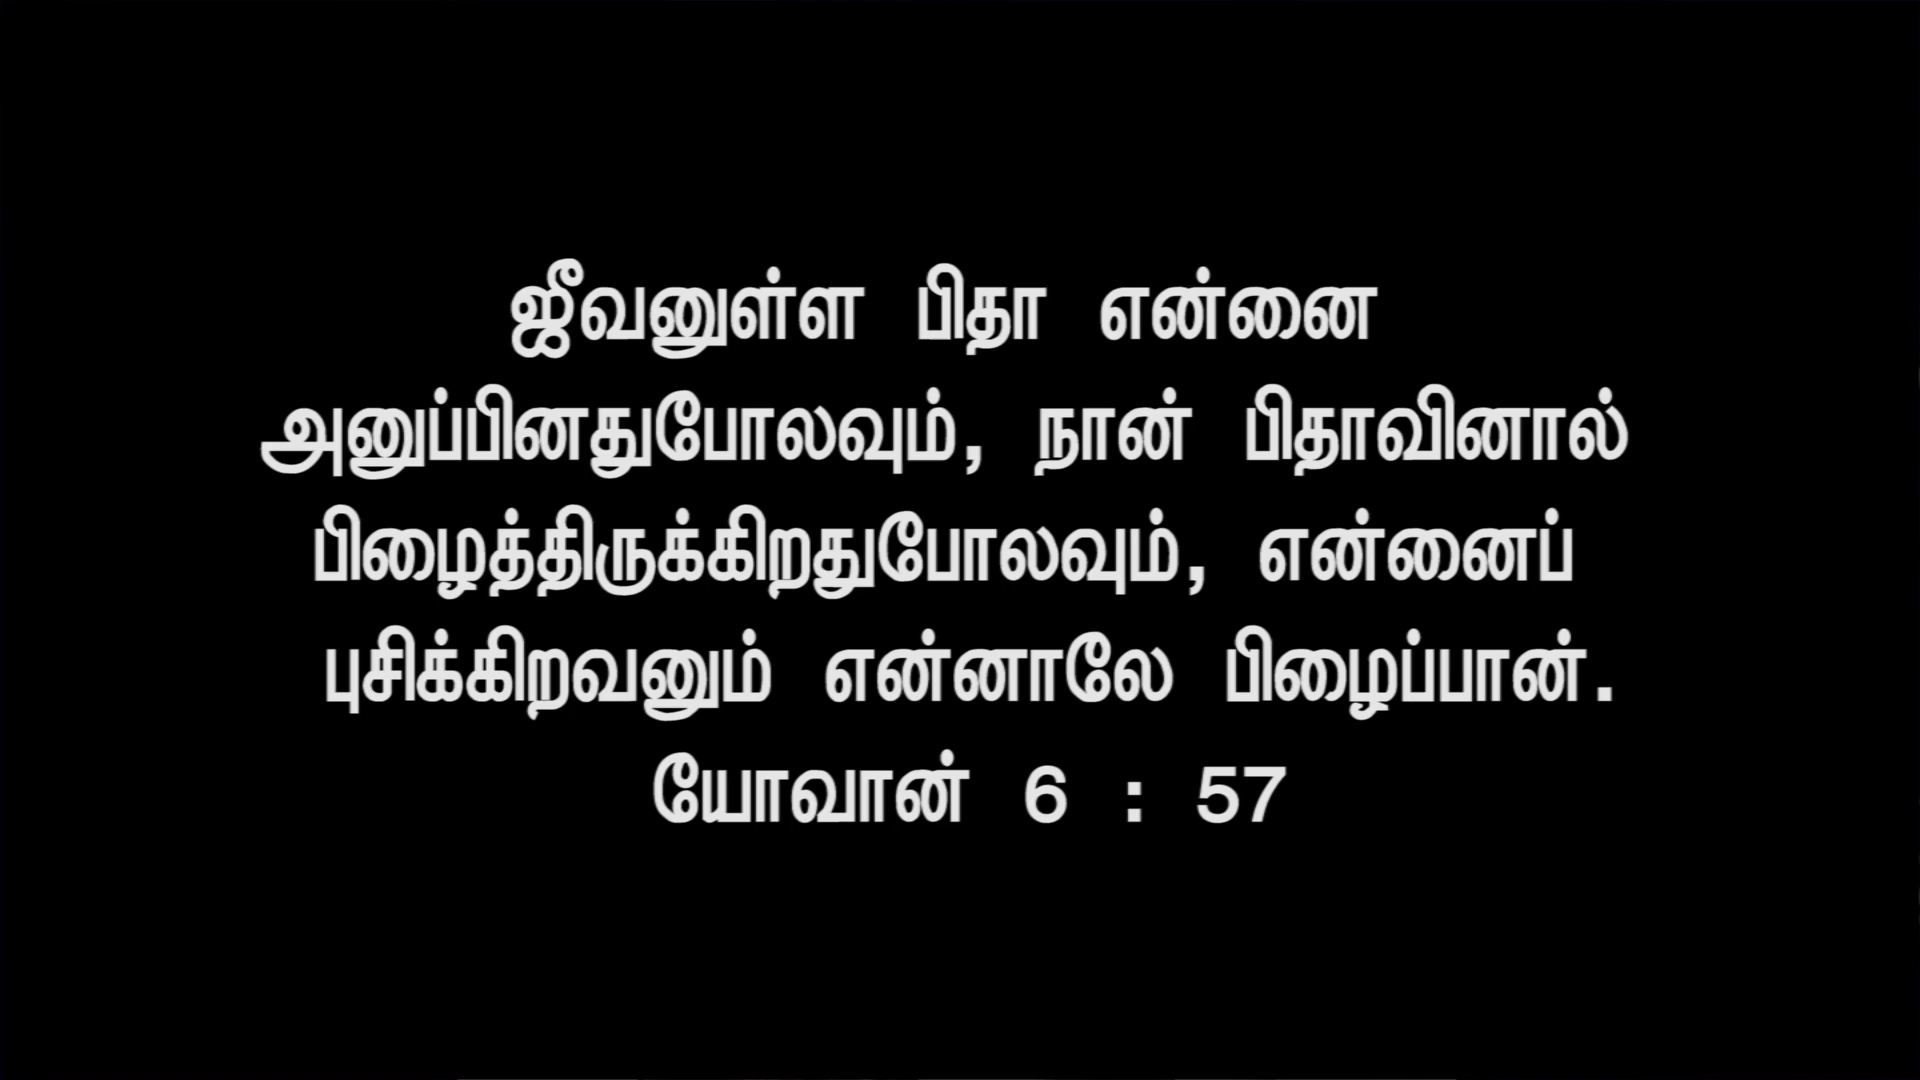 ஜீவனுள்ள பிதா என்னை
அனுப்பினதுபோலவும், நான் பிதாவினால்
பிழைத்திருக்கிறதுபோலவும், என்னைப்
புசிக்கிறவனும் என்னாலே பிழைப்பான்.
யோவான் 6 : 57